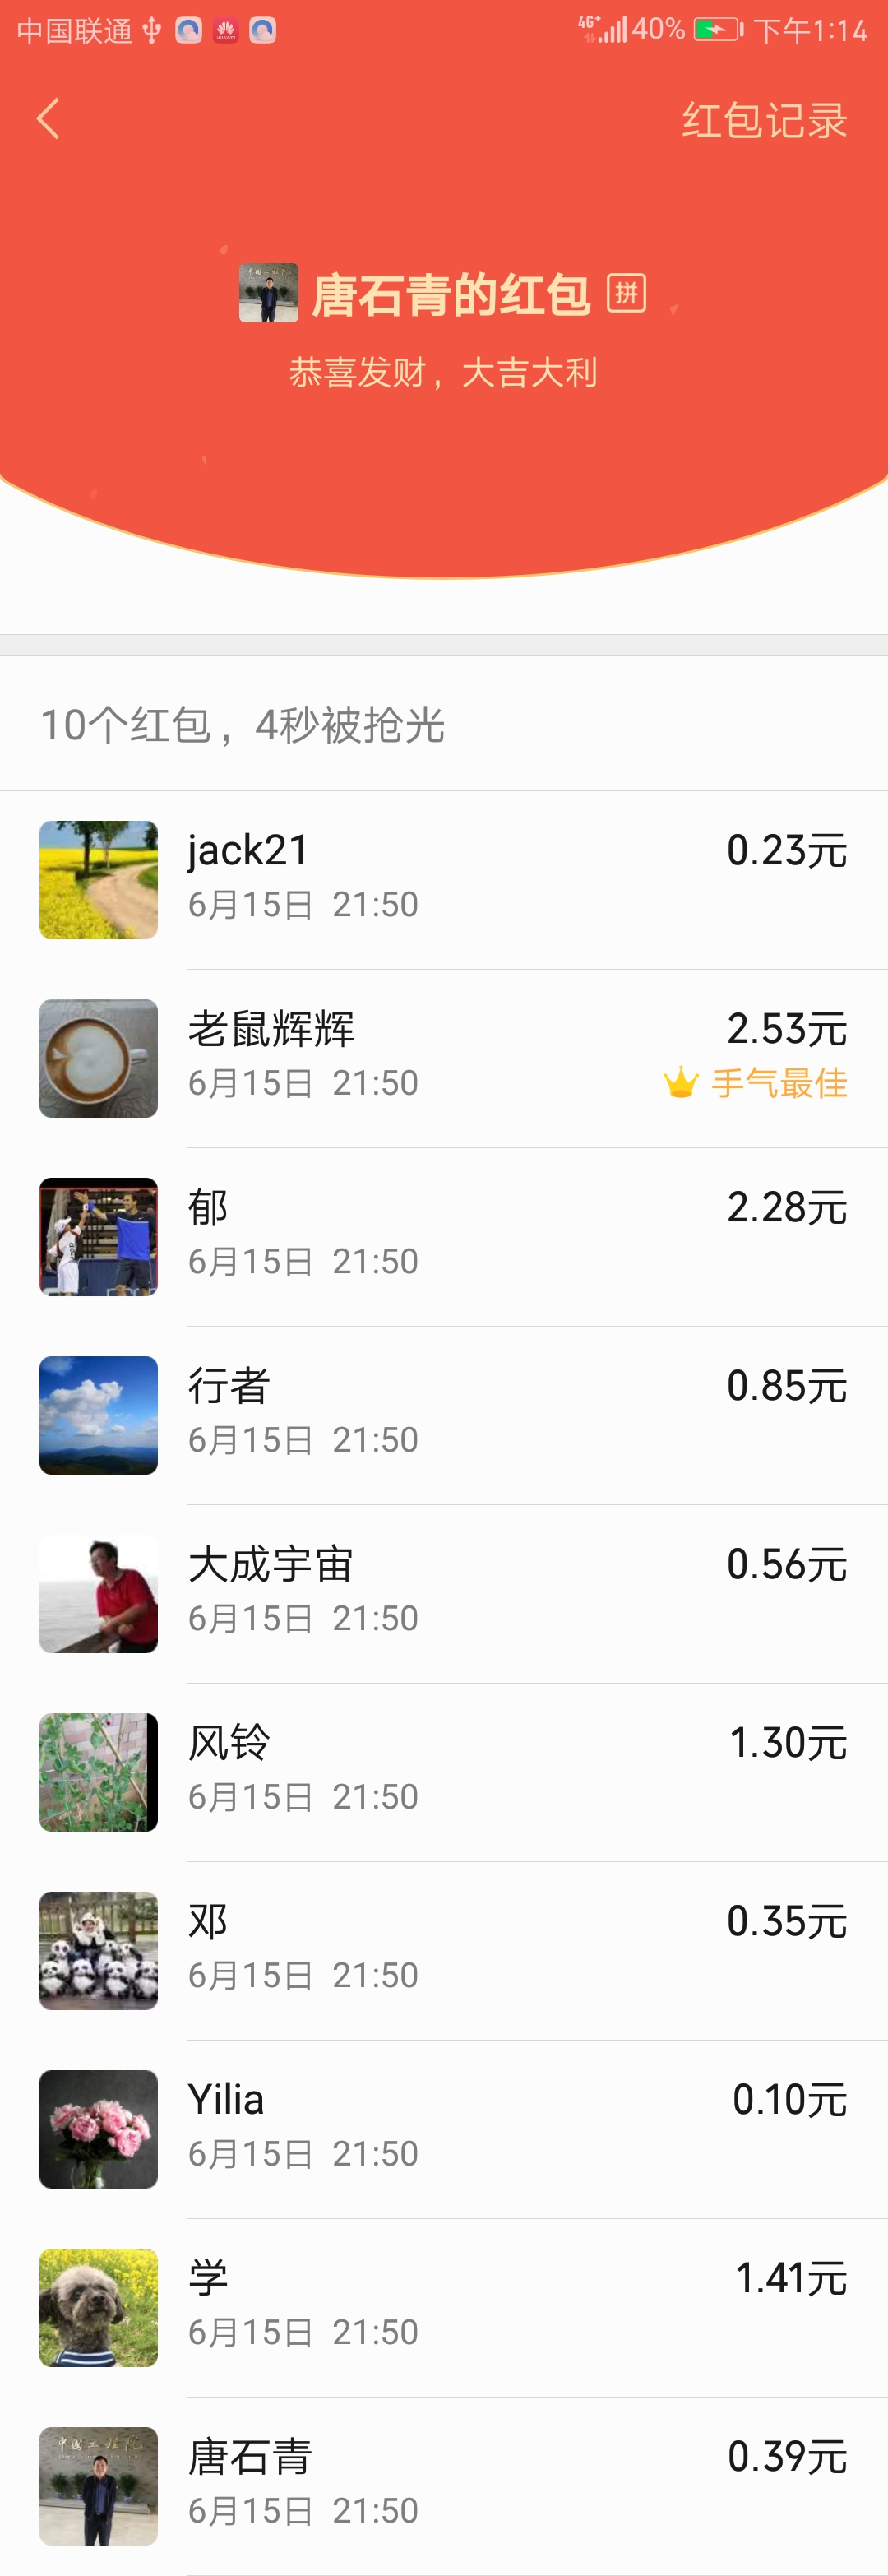 中国联通 4G+ 40% 下午1:14
红包记录
唐石青的红包 拼
恭喜发财，大吉大利
10个红包，4秒被抢光
jack21 0.23元
6月15日 21:50
老鼠辉辉 2.53元
6月15日 21:50 手气最佳
郁 2.28元
6月15日 21:50
行者 0.85元
6月15日 21:50
大成宇宙 0.56元
6月15日 21:50
风铃 1.30元
6月15日 21:50
邓 0.35元
6月15日 21:50
Yilia 0.10元
6月15日 21:50
学 1.41元
6月15日 21:50
中国工程院
唐石青 0.39元
6月15日 21:50